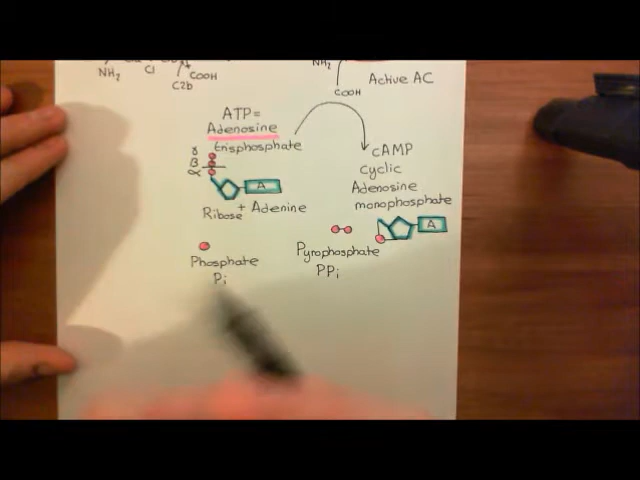 NH2
Cl
COOH
C2b
NH2
COOH
Active AC
ATP=
Adenosine
trisphosphate
γ
β
α
A
Ribose + Adenine
cAMP
cyclic
Adenosine
monophosphate
A
Phosphate
Pi
Pyrophosphate
PPi